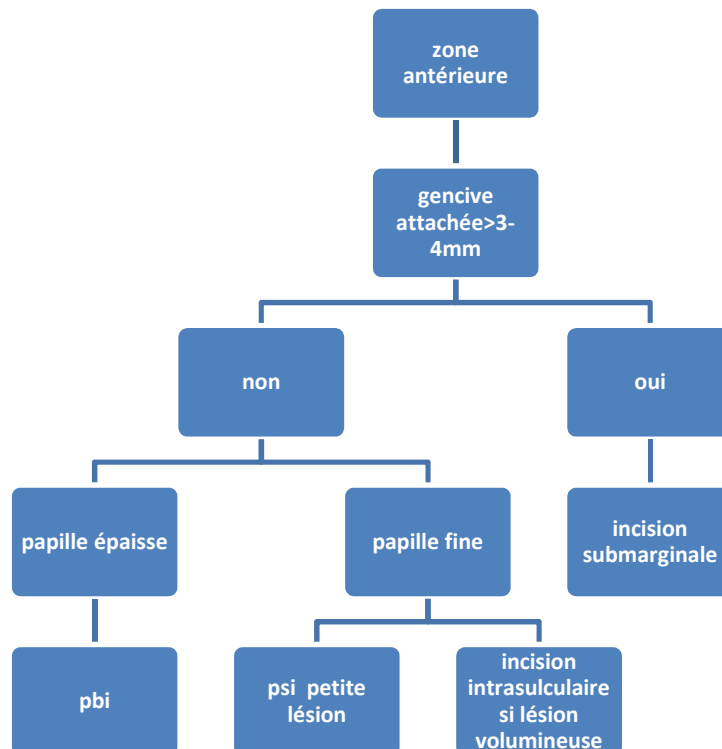 zone
antérieure
gencive
attachée>3-
4mm
non
oui
papille épaisse
papille fine
incision
submarginale
pbi
psi petite
lésion
incision
intrasulculaire
si lésion
volumineuse